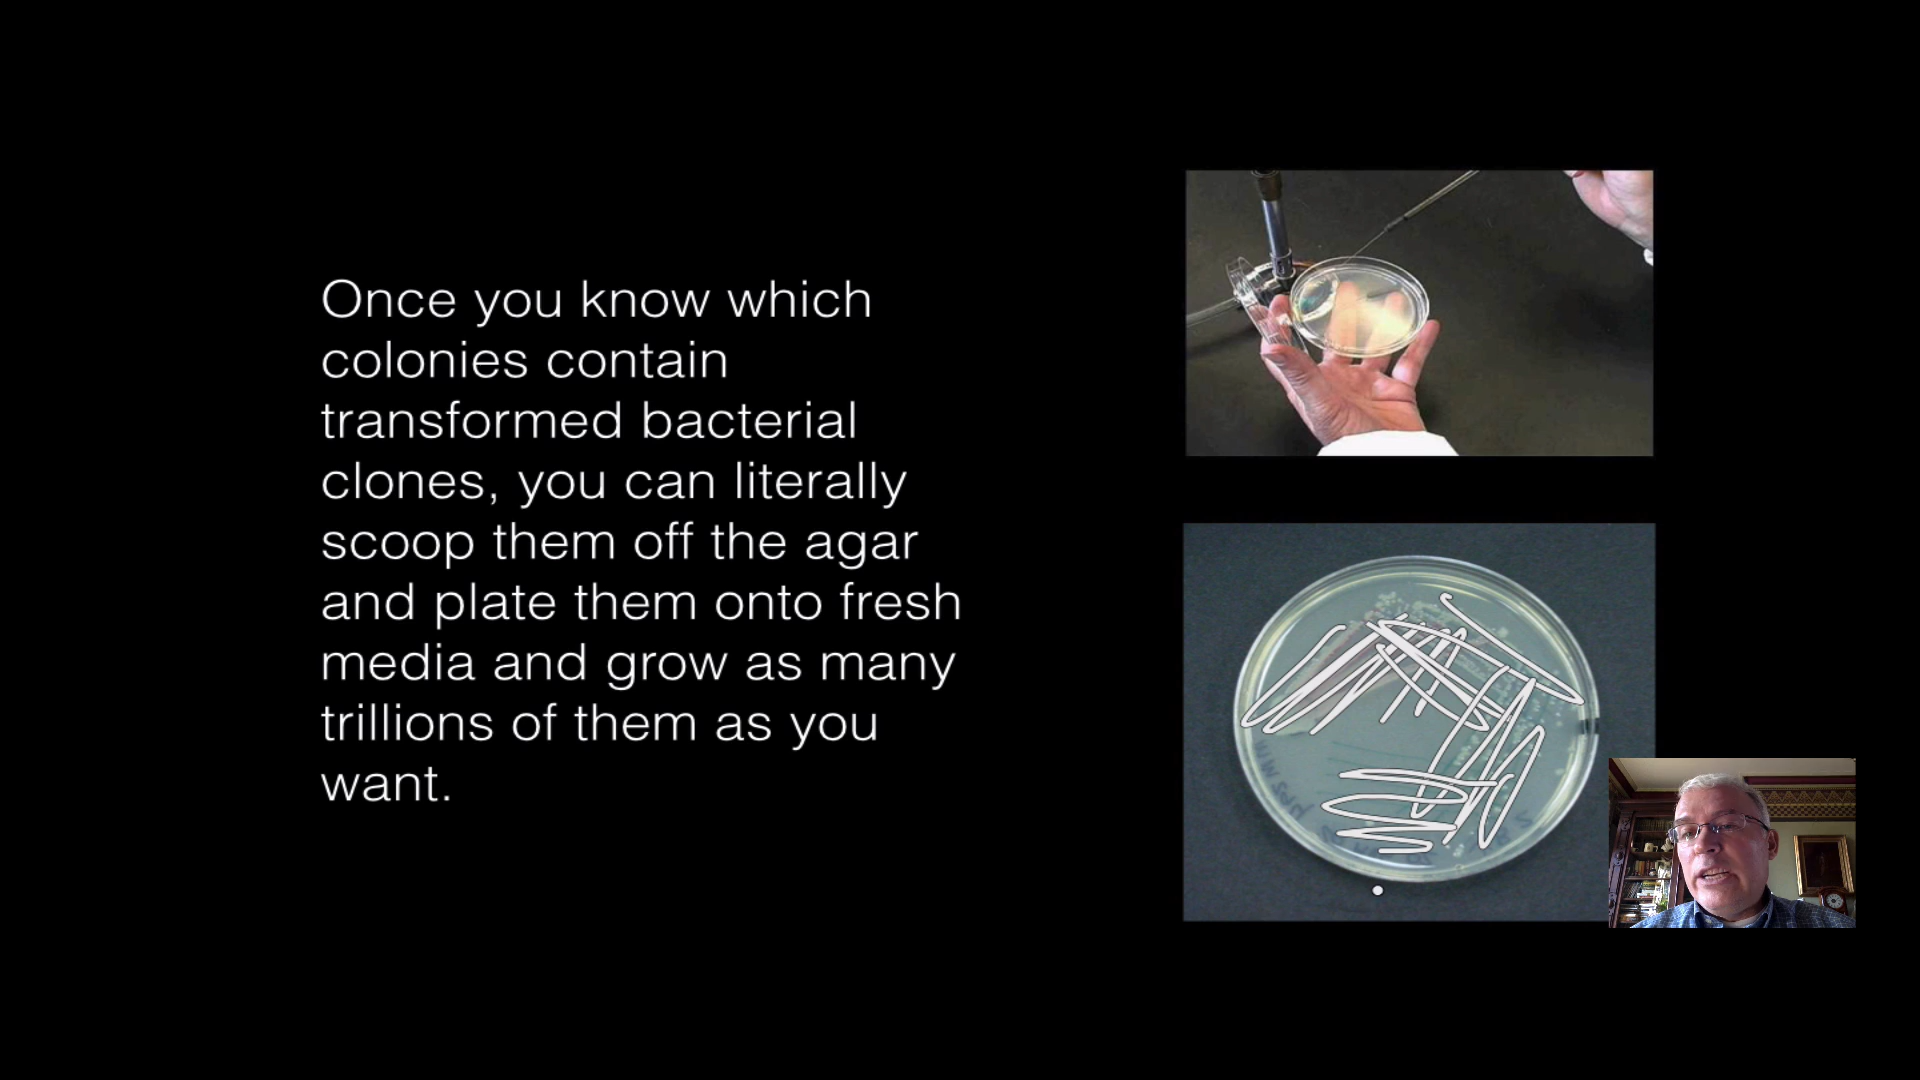 Once you know which
colonies contain
transformed bacterial
clones, you can literally
scoop them off the agar
and plate them onto fresh
media and grow as many
trillions of them as you
want.